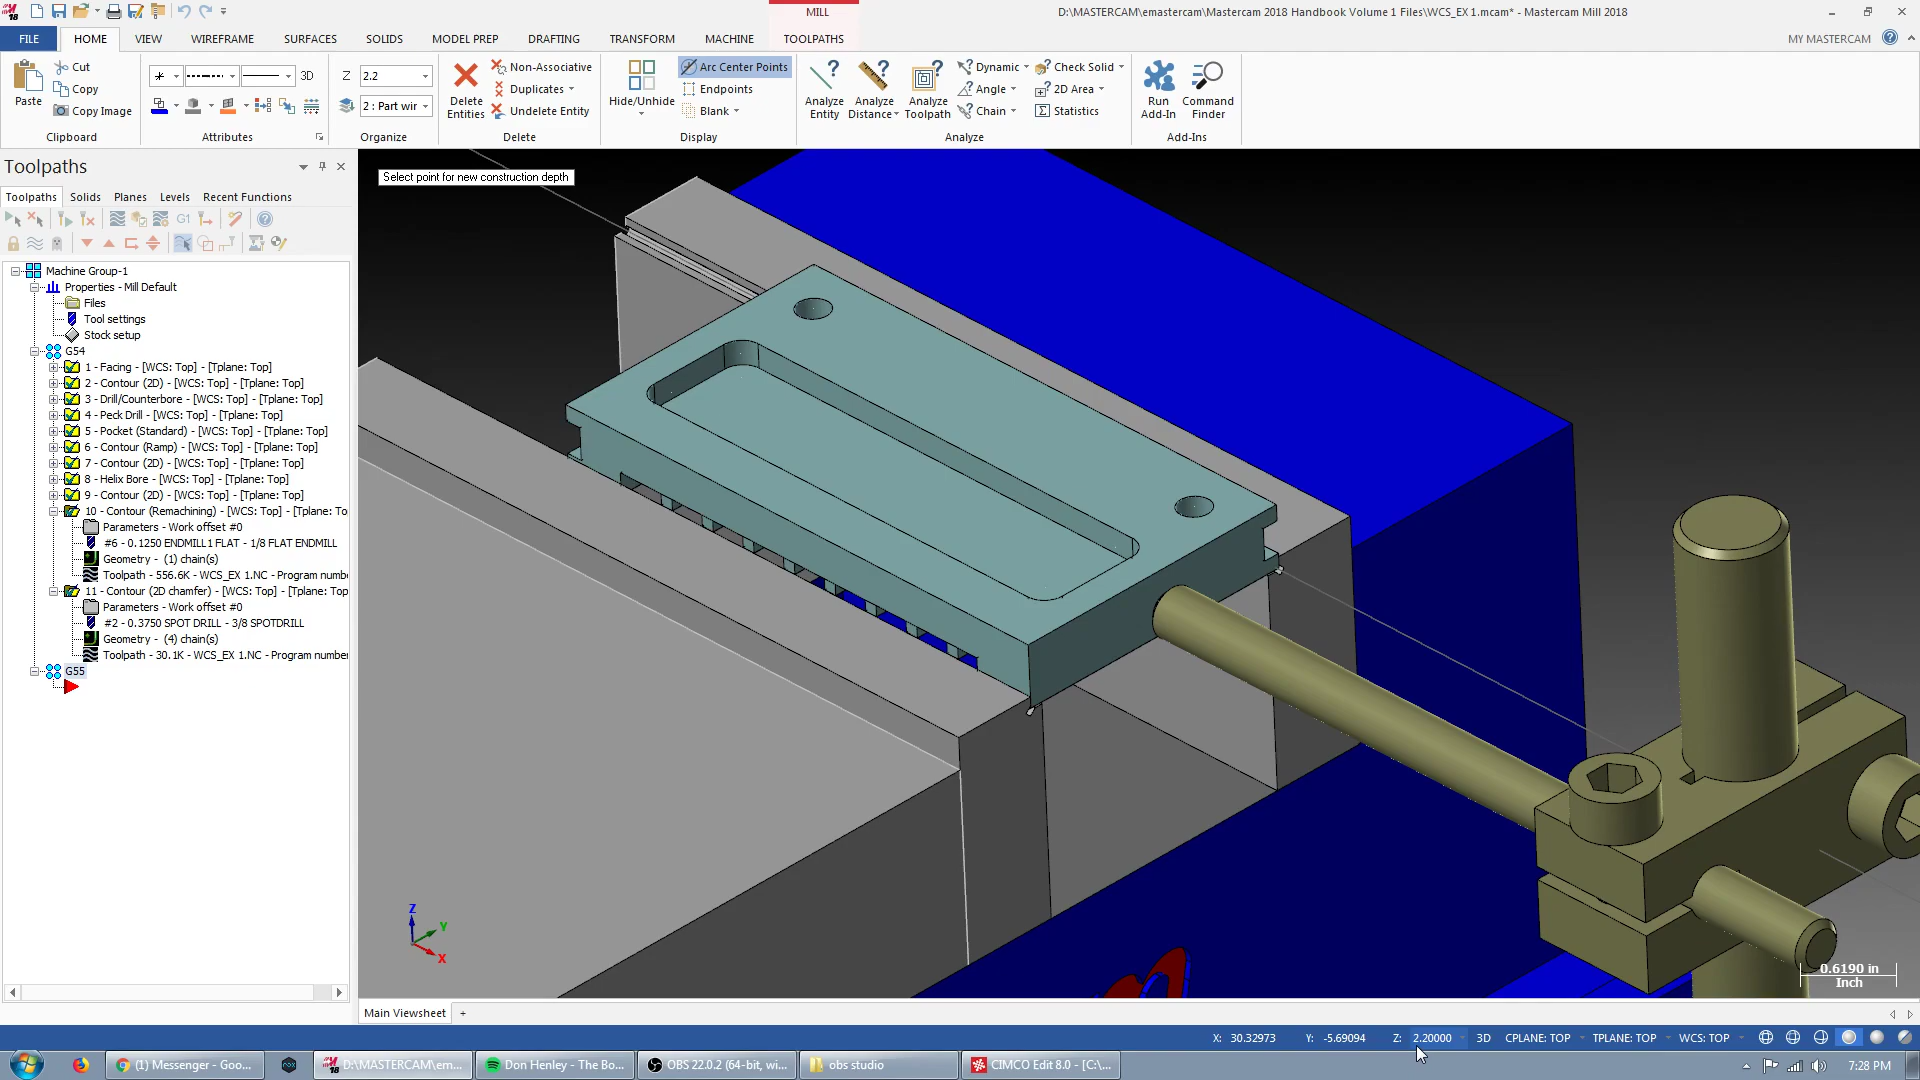 MILL
D:\MASTERCAM\emastercam\Mastercam 2018 Handbook Volume 1 Files\WCS_EX 1.mcam* - Mastercam Mill 2018
FILE HOME VIEW WIREFRAME SURFACES SOLIDS MODEL PREP DRAFTING TRANSFORM MACHINE TOOLPATHS MY MASTERCAM
Paste
Cut
Copy
Copy Image
Clipboard
3D
Attributes
Z 2.2
2 : Part wir
Organize
Delete Entities
Non-Associative
Duplicates
Undelete Entity
Delete
Hide/Unhide
Arc Center Points
Endpoints
Blank
Display
Analyze Entity
Analyze Distance
Analyze Toolpath
Dynamic
Angle
Chain
Check Solid
2D Area
Statistics
Analyze
Run Add-In
Command Finder
Add-Ins
Toolpaths
Toolpaths Solids Planes Levels Recent Functions
G1
Machine Group-1
Properties - Mill Default
Files
Tool settings
Stock setup
G54
1 - Facing - [WCS: Top] - [Tplane: Top]
2 - Contour (2D) - [WCS: Top] - [Tplane: Top]
3 - Drill/Counterbore - [WCS: Top] - [Tplane: Top]
4 - Peck Drill - [WCS: Top] - [Tplane: Top]
5 - Pocket (Standard) - [WCS: Top] - [Tplane: Top]
6 - Contour (Ramp) - [WCS: Top] - [Tplane: Top]
7 - Contour (2D) - [WCS: Top] - [Tplane: Top]
8 - Helix Bore - [WCS: Top] - [Tplane: Top]
9 - Contour (2D) - [WCS: Top] - [Tplane: Top]
10 - Contour (Remachining) - [WCS: Top] - [Tplane: To
Parameters - Work offset #0
#6 - 0.1250 ENDMILL1 FLAT - 1/8 FLAT ENDMILL
Geometry - (1) chain(s)
Toolpath - 556.6K - WCS_EX 1.NC - Program numbe
11 - Contour (2D chamfer) - [WCS: Top] - [Tplane: Top
Parameters - Work offset #0
#2 - 0.3750 SPOT DRILL - 3/8 SPOTDRILL
Geometry - (4) chain(s)
Toolpath - 30.1K - WCS_EX 1.NC - Program number
G55
Select point for new construction depth
Z
Y
X
0.6190 in
Inch
Main Viewsheet +
X: 30.32973 Y: -5.69094 Z: 2.20000 3D CPLANE: TOP TPLANE: TOP WCS: TOP
(1) Messenger - Goo... D:\MASTERCAM\em... Don Henley - The Bo... OBS 22.0.2 (64-bit, wi... obs studio CIMCO Edit 8.0 - [C:\... 7:28 PM